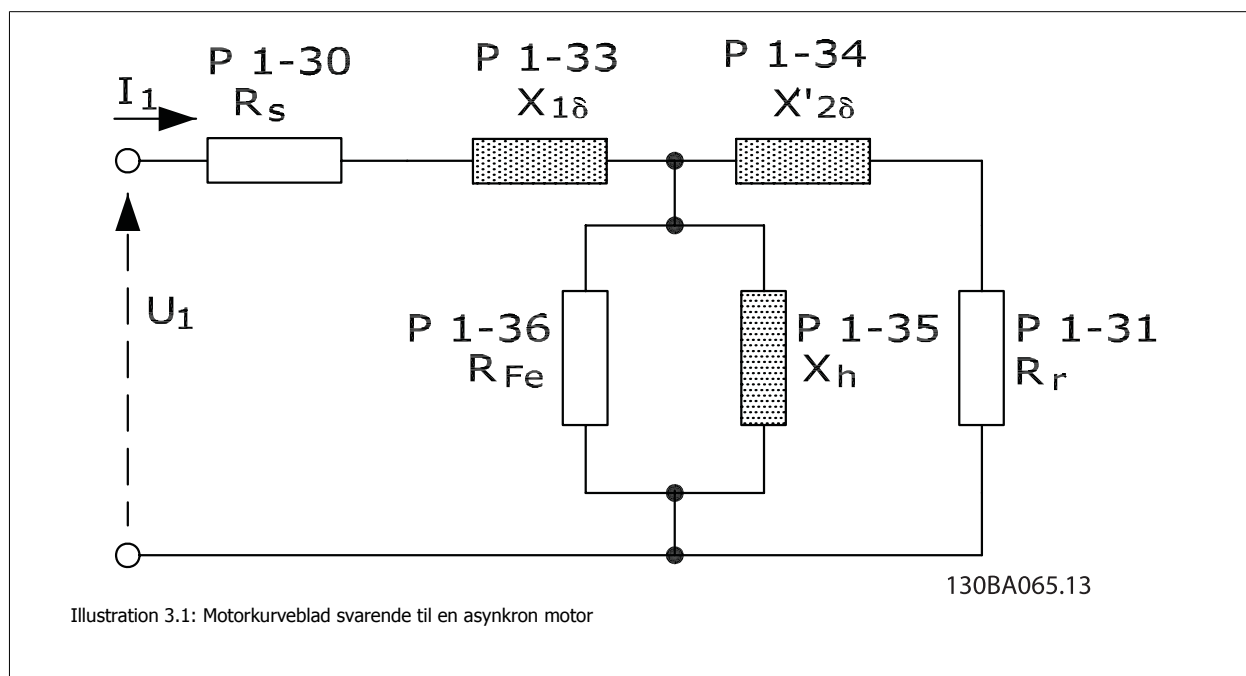 P 1-30
P 1-33
P 1-34
I1
Rs
X1δ
X'2δ
U1
P 1-36
P 1-35
P 1-31
RFe
Xh
Rr
130BA065.13
Illustration 3.1: Motorkurveblad svarende til en asynkron motor